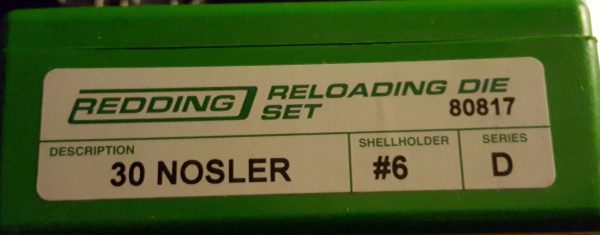 REDDING RELOADING DIE
SET 80817
DESCRIPTION SHELLHOLDER SERIES
30 NOSLER #6 D